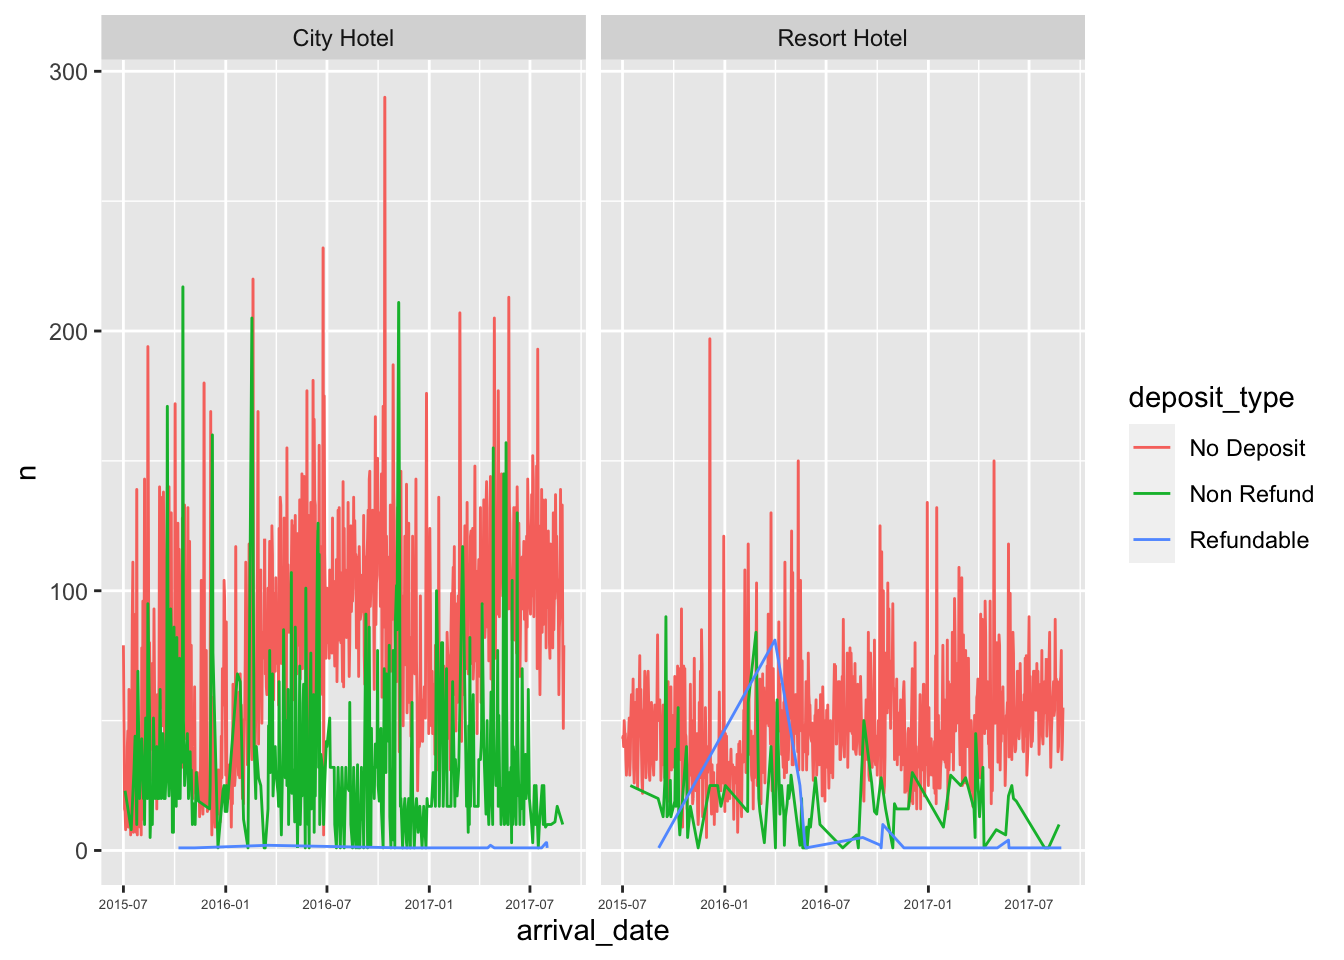 City Hotel
Resort Hotel
300
200
100
0
n
2015-07
2016-01
2016-07
2017-01
2017-07
2015-07
2016-01
2016-07
2017-01
2017-07
arrival_date
deposit_type
No Deposit
Non Refund
Refundable